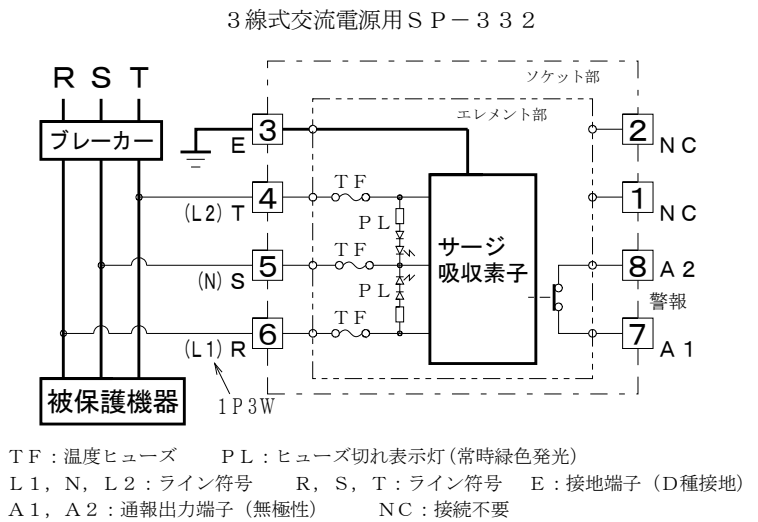 ３線式交流電源用ＳＰ－３３２
ソケット部
R S T
エレメント部
ブレーカー
3
E
2
NC
TF
4
(L2) T
1
NC
PL
サージ
吸収素子
TF
5
(N) S
8
A2
PL
警報
TF
6
(L1) R
7
A1
被保護機器
1P3W
ＴＦ：温度ヒューズ　　ＰＬ：ヒューズ切れ表示灯(常時緑色発光)
Ｌ１，Ｎ，Ｌ２：ライン符号　　Ｒ，Ｓ，Ｔ：ライン符号　Ｅ：接地端子（Ｄ種接地）
Ａ１，Ａ２：通報出力端子（無極性）　　　ＮＣ：接続不要